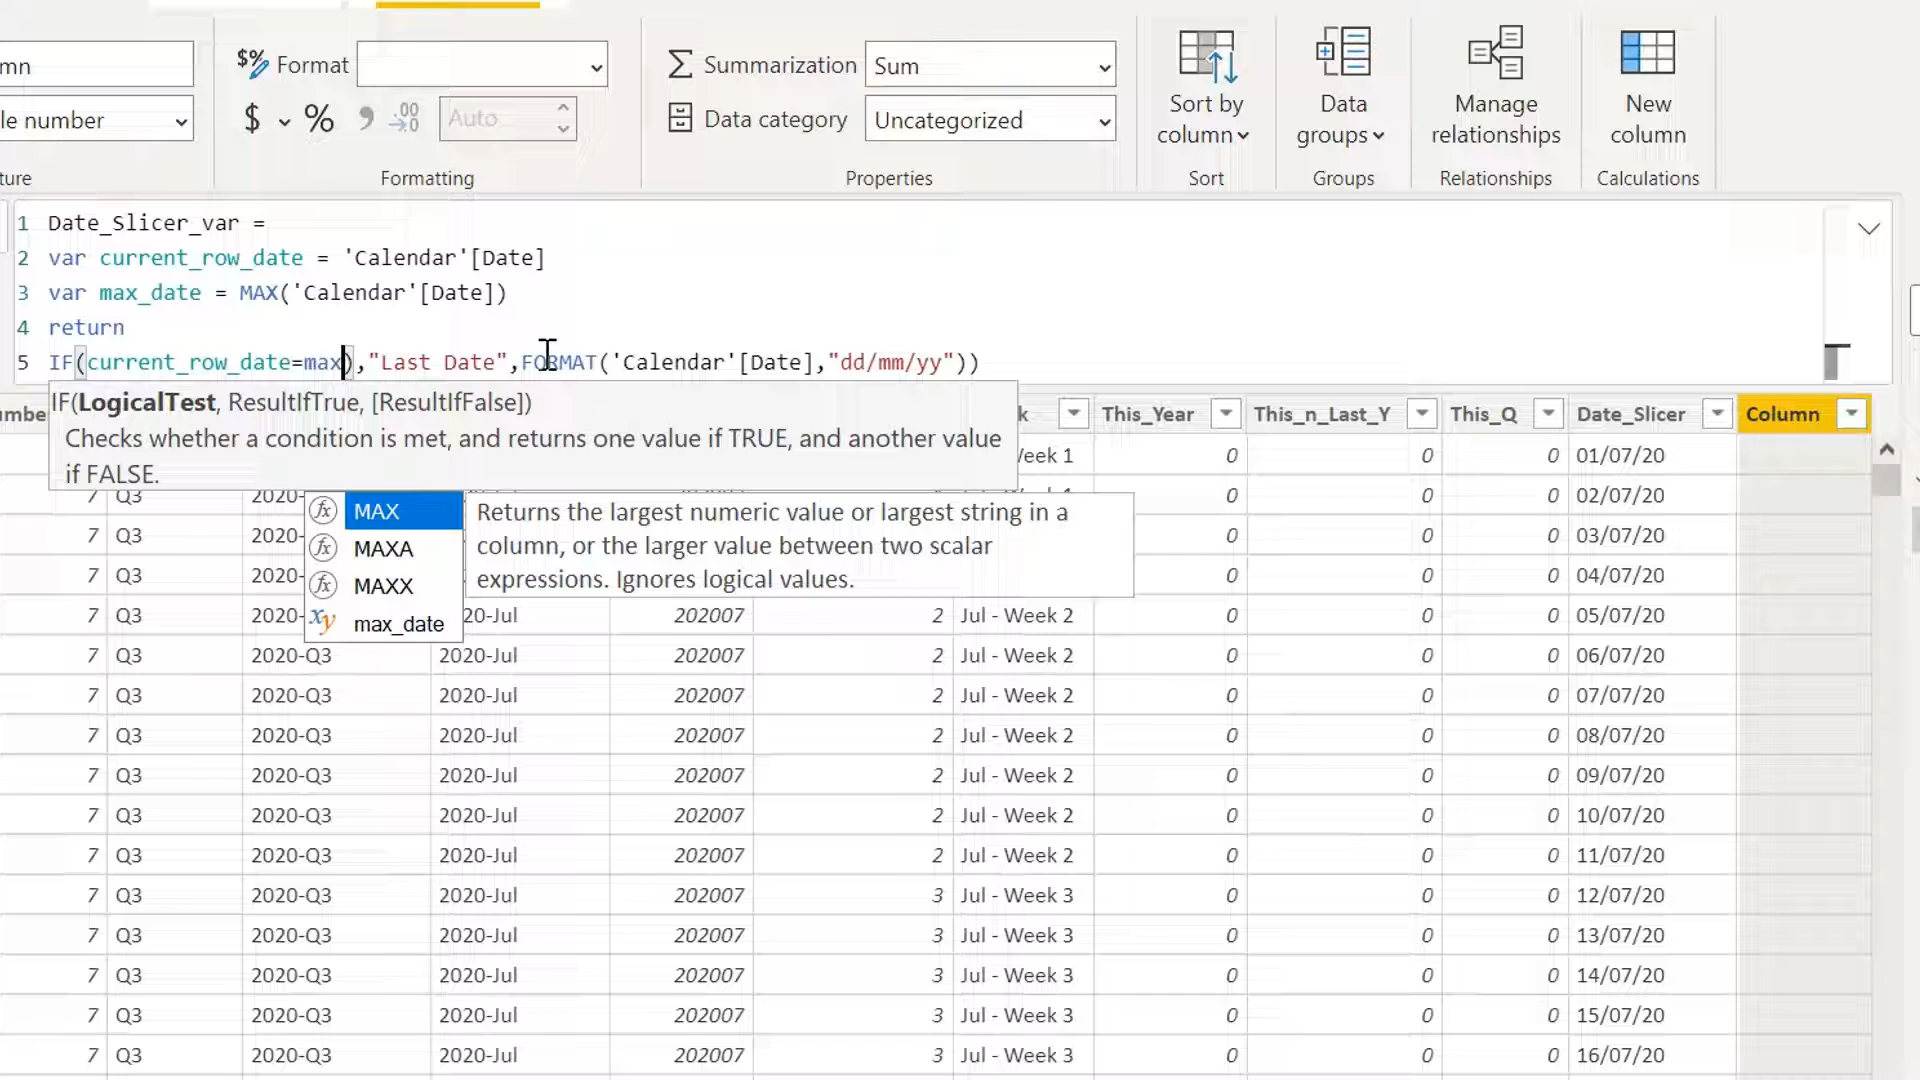 mn
Format
Summarization Sum
le number
$ % Auto
Data category Uncategorized
Sort by
column
Data
groups
Manage
relationships
New
column
ture
Formatting
Properties
Sort
Groups
Relationships
Calculations
1 Date_Slicer_var =
2 var current_row_date = 'Calendar'[Date]
3 var max_date = MAX('Calendar'[Date])
4 return
5 IF(current_row_date=max),"Last Date",FORMAT('Calendar'[Date],"dd/mm/yy"))
IF(LogicalTest, ResultIfTrue, [ResultIfFalse])
Checks whether a condition is met, and returns one value if TRUE, and another value
if FALSE.
umbe k This_Year This_n_Last_Y This_Q Date_Slicer Column
eek 1 0 0 0 01/07/20
7 Q3 2020- 0 0 0 02/07/20
MAX
Returns the largest numeric value or largest string in a
column, or the larger value between two scalar
expressions. Ignores logical values.
MAXA
MAXX
max_date
7 Q3 2020- 0 0 0 03/07/20
7 Q3 2020- 0 0 0 04/07/20
7 Q3 2020- 20-Jul 202007 2 Jul - Week 2 0 0 0 05/07/20
7 Q3 2020-Q3 2020-Jul 202007 2 Jul - Week 2 0 0 0 06/07/20
7 Q3 2020-Q3 2020-Jul 202007 2 Jul - Week 2 0 0 0 07/07/20
7 Q3 2020-Q3 2020-Jul 202007 2 Jul - Week 2 0 0 0 08/07/20
7 Q3 2020-Q3 2020-Jul 202007 2 Jul - Week 2 0 0 0 09/07/20
7 Q3 2020-Q3 2020-Jul 202007 2 Jul - Week 2 0 0 0 10/07/20
7 Q3 2020-Q3 2020-Jul 202007 2 Jul - Week 2 0 0 0 11/07/20
7 Q3 2020-Q3 2020-Jul 202007 3 Jul - Week 3 0 0 0 12/07/20
7 Q3 2020-Q3 2020-Jul 202007 3 Jul - Week 3 0 0 0 13/07/20
7 Q3 2020-Q3 2020-Jul 202007 3 Jul - Week 3 0 0 0 14/07/20
7 Q3 2020-Q3 2020-Jul 202007 3 Jul - Week 3 0 0 0 15/07/20
7 Q3 2020-Q3 2020-Jul 202007 3 Jul - Week 3 0 0 0 16/07/20